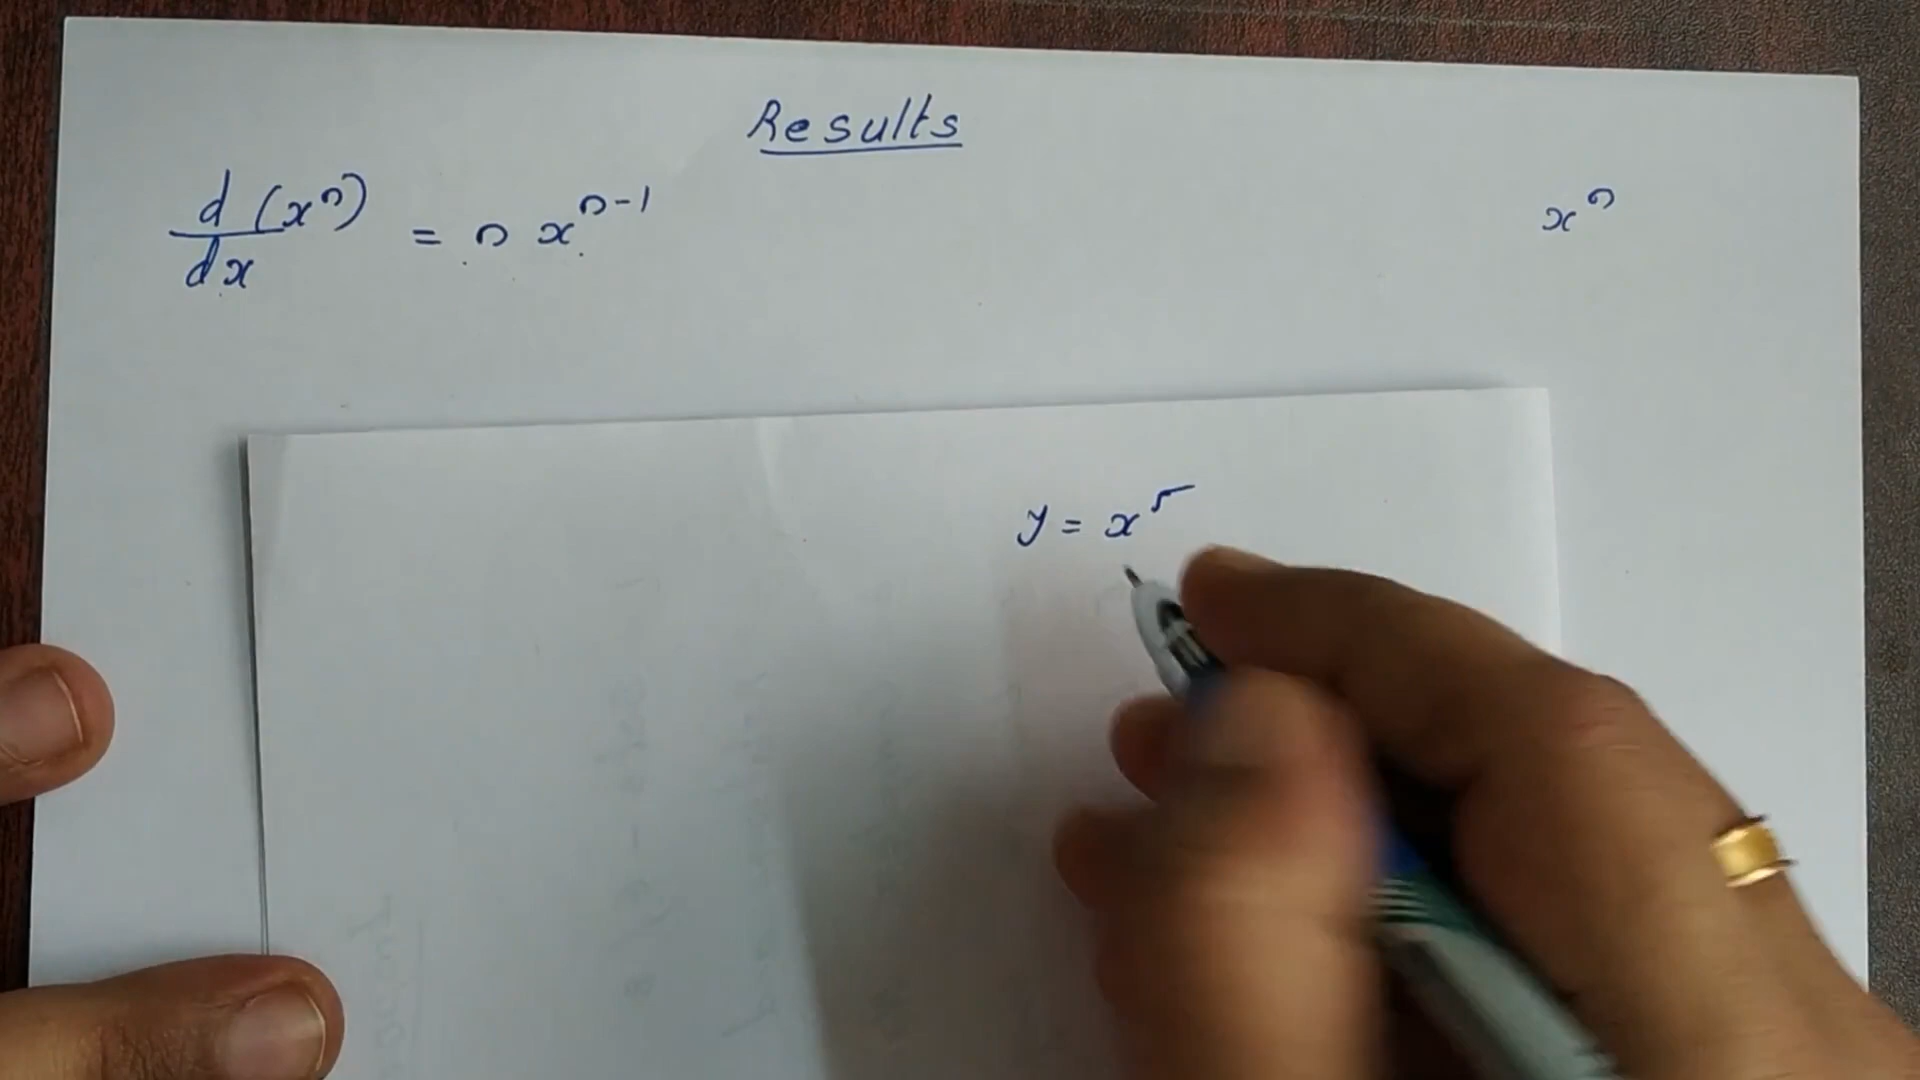 Results
d/dx (xⁿ) = n xⁿ⁻¹
xⁿ
y = x⁵